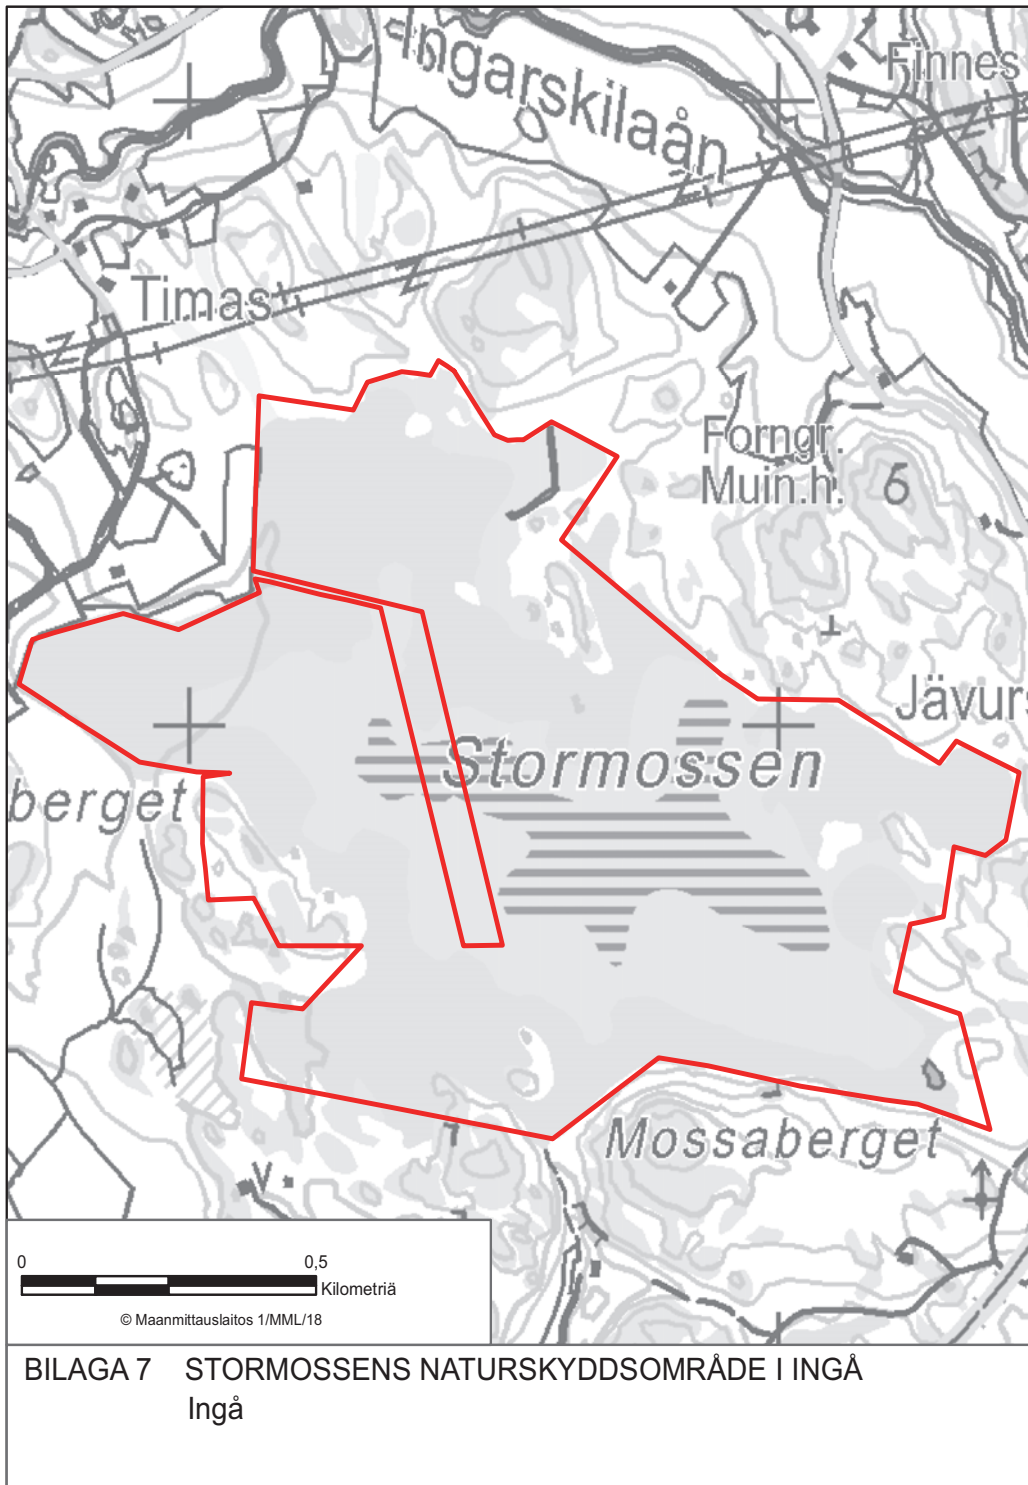 Ingarskilaån
Finnes
Timas
Forngr.
Muin.h. 6
Jävurs
Stormossen
berget
Mossaberget
V
0 0,5
Kilometriä
© Maanmittauslaitos 1/MML/18
BILAGA 7 STORMOSSENS NATURSKYDDSOMRÅDE I INGÅ
Ingå